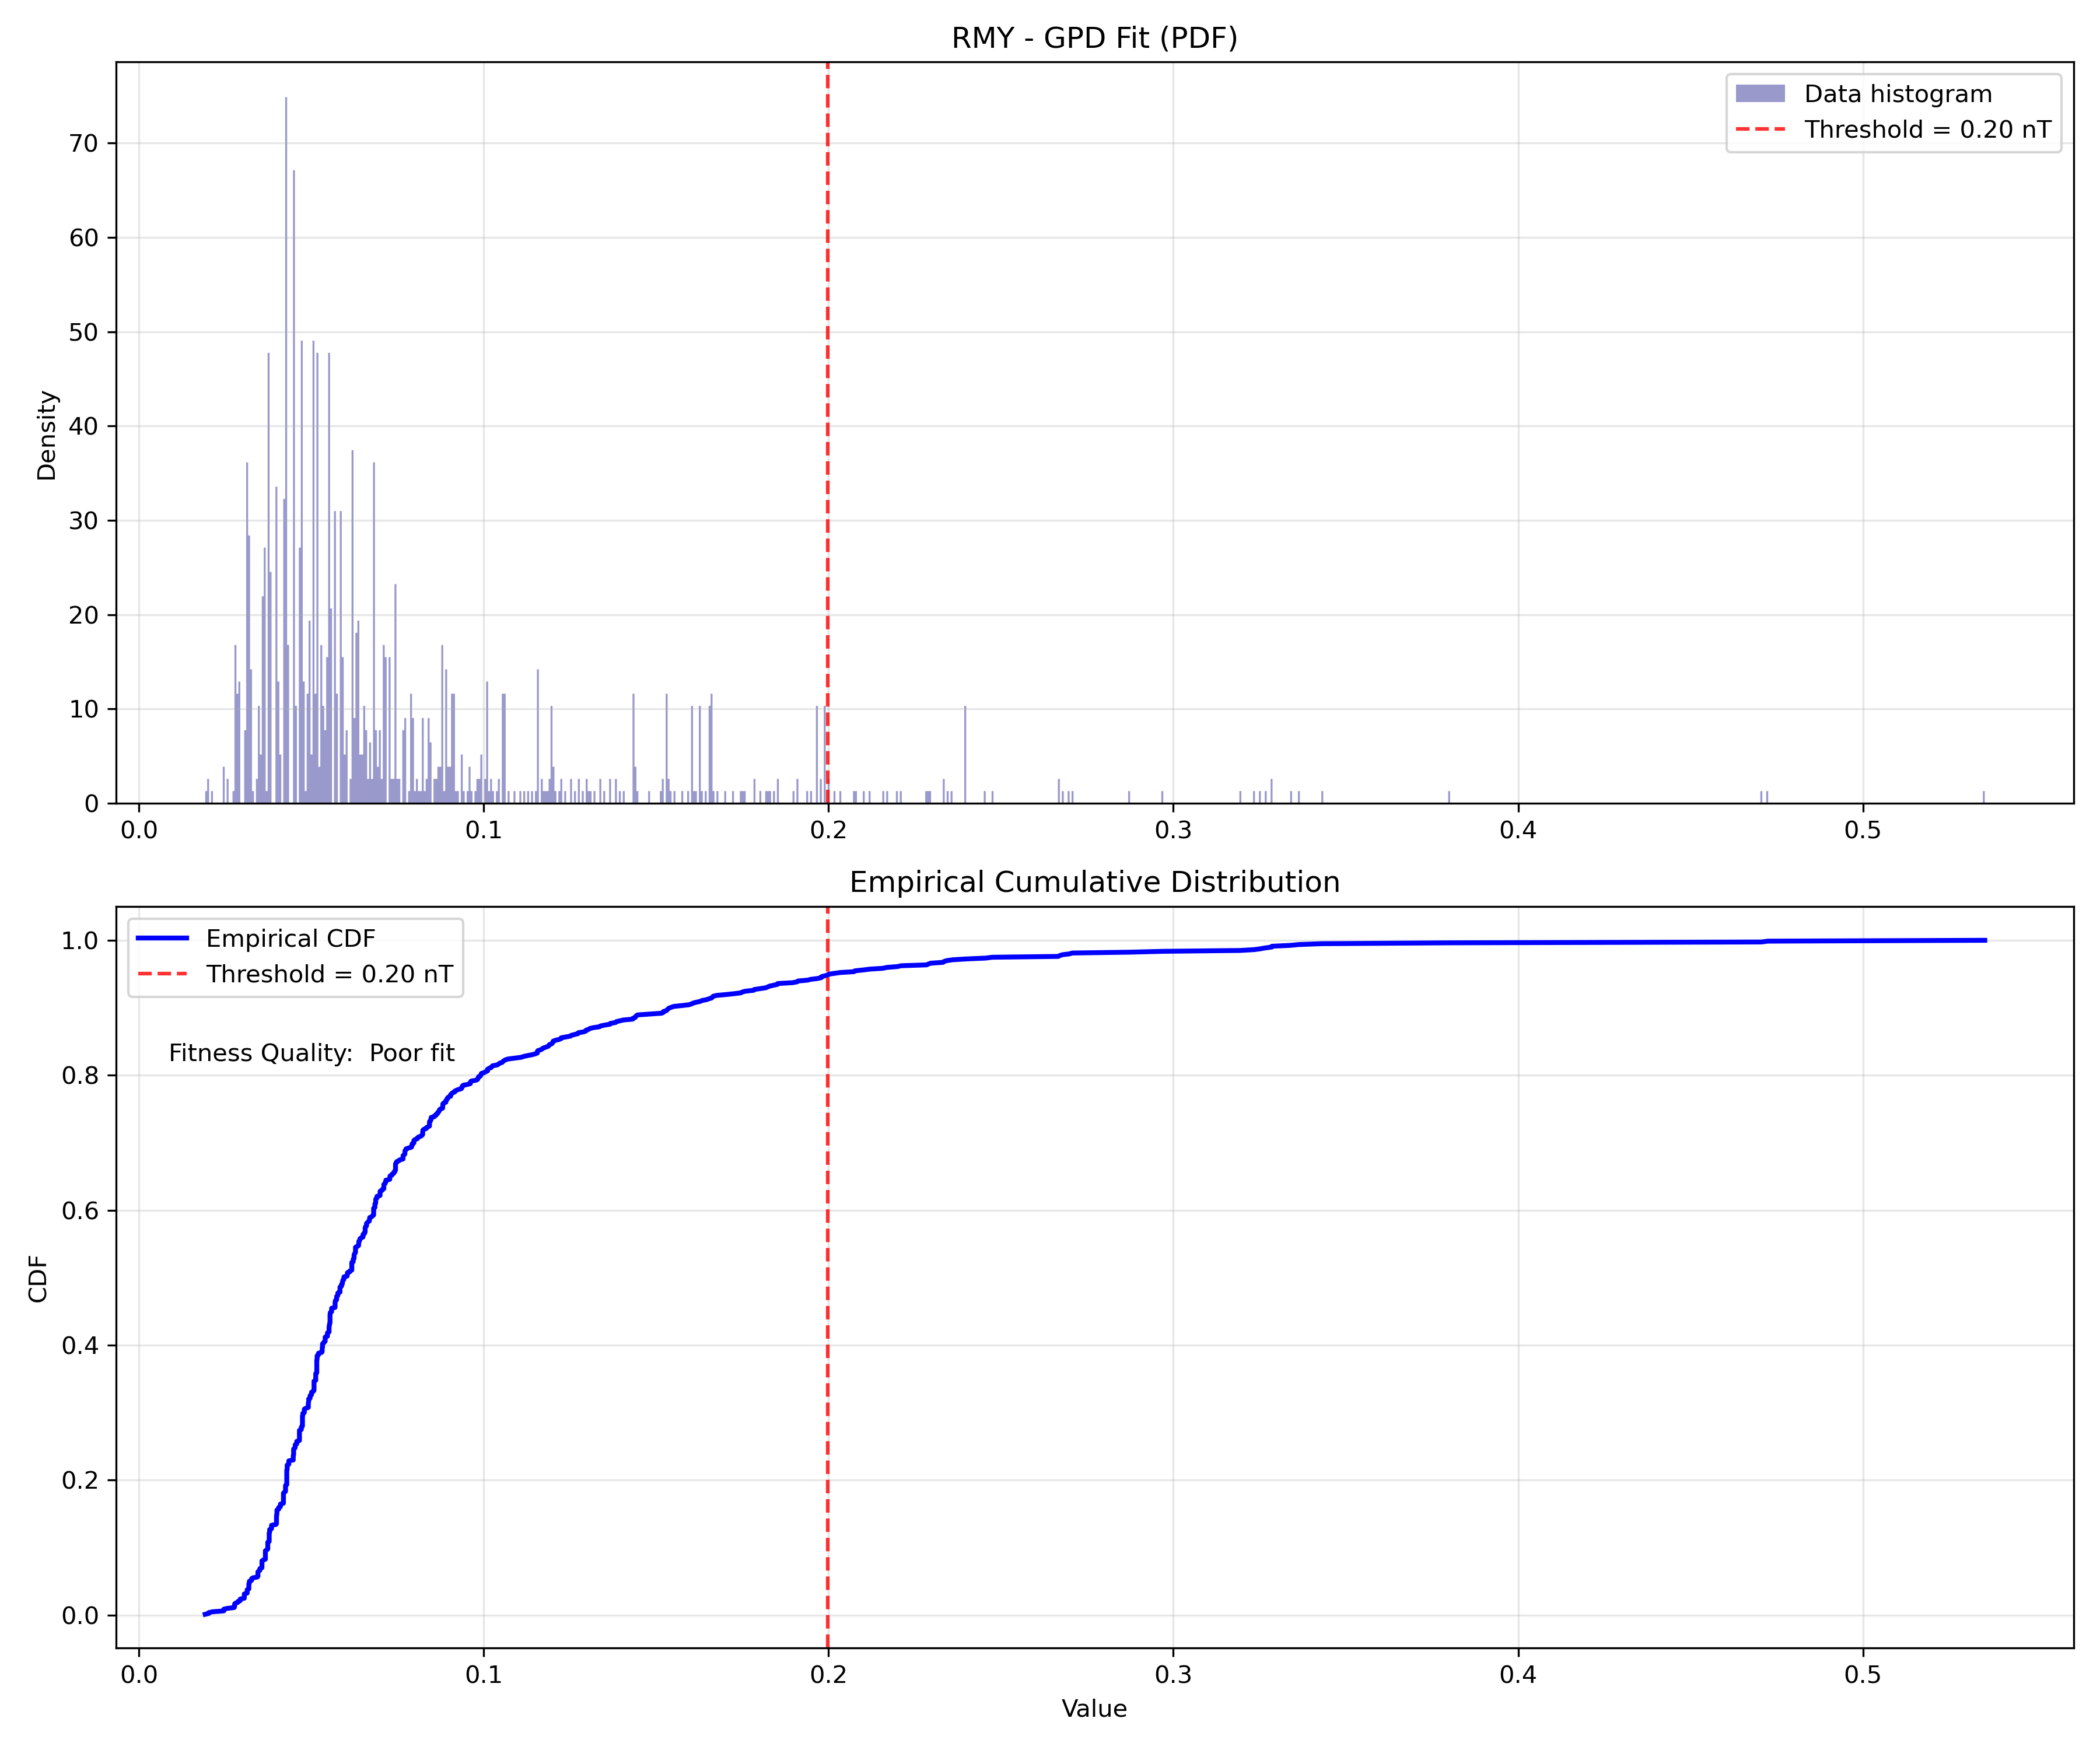 RMY - GPD Fit (PDF)
Data histogram
Threshold = 0.20 nT
Density
70
60
50
40
30
20
10
0
0.0 0.1 0.2 0.3 0.4 0.5
Empirical Cumulative Distribution
Empirical CDF
Threshold = 0.20 nT
Fitness Quality:  Poor fit
CDF
1.0
0.8
0.6
0.4
0.2
0.0
0.0 0.1 0.2 0.3 0.4 0.5
Value